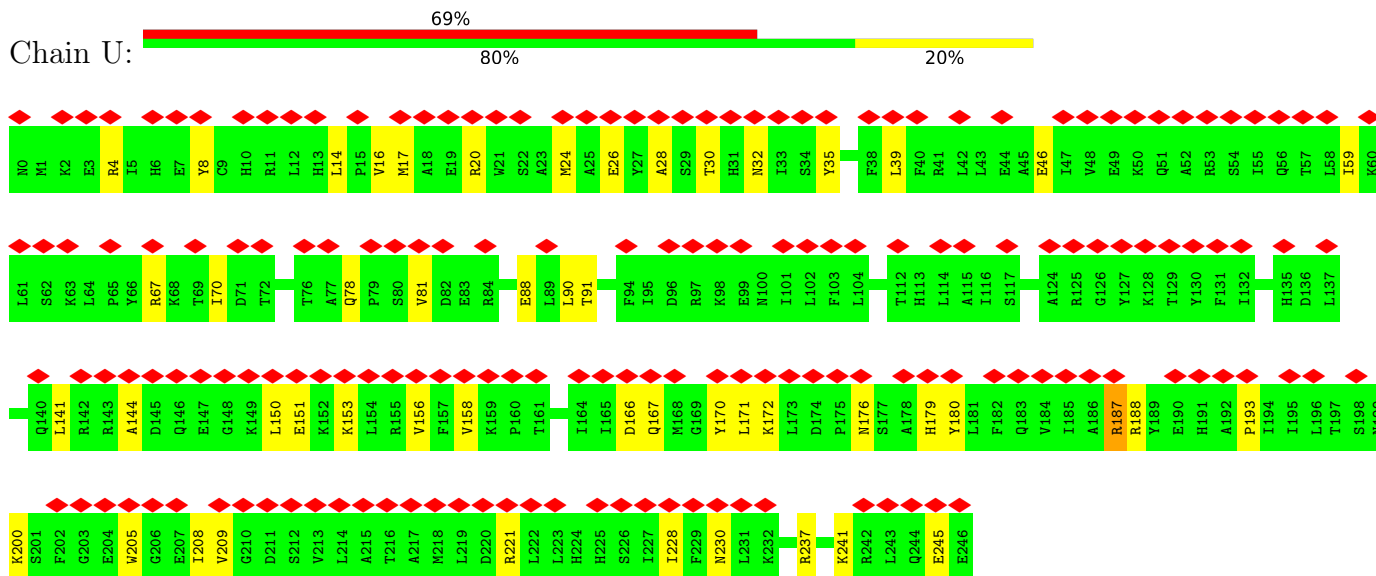 69%
Chain U:
80% 20%
N0 M1 K2 E3 R4 I5 H6 E7 Y8 C9 H10 R11 L12 H13 L14 P15 V16 M17 A18 E19 R20 W21 S22 A23 M24 A25 E26 Y27 A28 S29 T30 H31 N32 I33 S34 Y35 F38 L39 F40 R41 L42 L43 E44 A45 E46 I47 V48 E49 K50 Q51 A52 R53 S54 I55 Q56 T57 L58 I59 K60
L61 S62 K63 L64 P65 Y66 R67 K68 T69 I70 D71 T72 T76 A77 Q78 P79 S80 V81 D82 E83 R84 E88 L89 L90 T91 F94 I95 D96 R97 K98 E99 N100 I101 L102 F103 L104 T112 H113 L114 A115 I116 S117 A124 R125 G126 Y127 K128 T129 Y130 F131 I132 H135 D136 L137
Q140 L141 R142 R143 A144 D145 Q146 E147 G148 K149 L150 E151 K152 K153 L154 R155 V156 F157 V158 K159 P160 T161 I164 I165 D166 Q167 M168 G169 Y170 L171 K172 L173 D174 P175 N176 S177 A178 H179 Y180 L181 F182 Q183 V184 I185 A186 R187 R188 Y189 E190 H191 A192 P193 I194 I195 L196 T197 S198 N199
K200 S201 F202 G203 E204 W205 G206 E207 I208 V209 G210 D211 S212 V213 L214 A215 T216 A217 M218 L219 D220 R221 L222 L223 H224 H225 S226 I227 I228 F229 N230 L231 K232 R237 K241 R242 L243 Q244 E245 E246